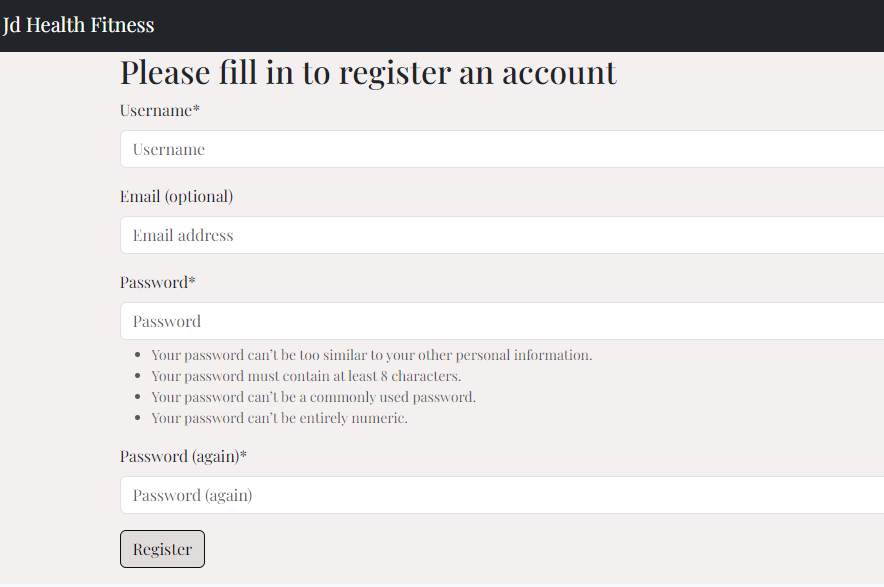 Jd Health Fitness
Please fill in to register an account
Username*
Username
Email (optional)
Email address
Password*
Password
Your password can’t be too similar to your other personal information.
Your password must contain at least 8 characters.
Your password can’t be a commonly used password.
Your password can’t be entirely numeric.
Password (again)*
Password (again)
Register